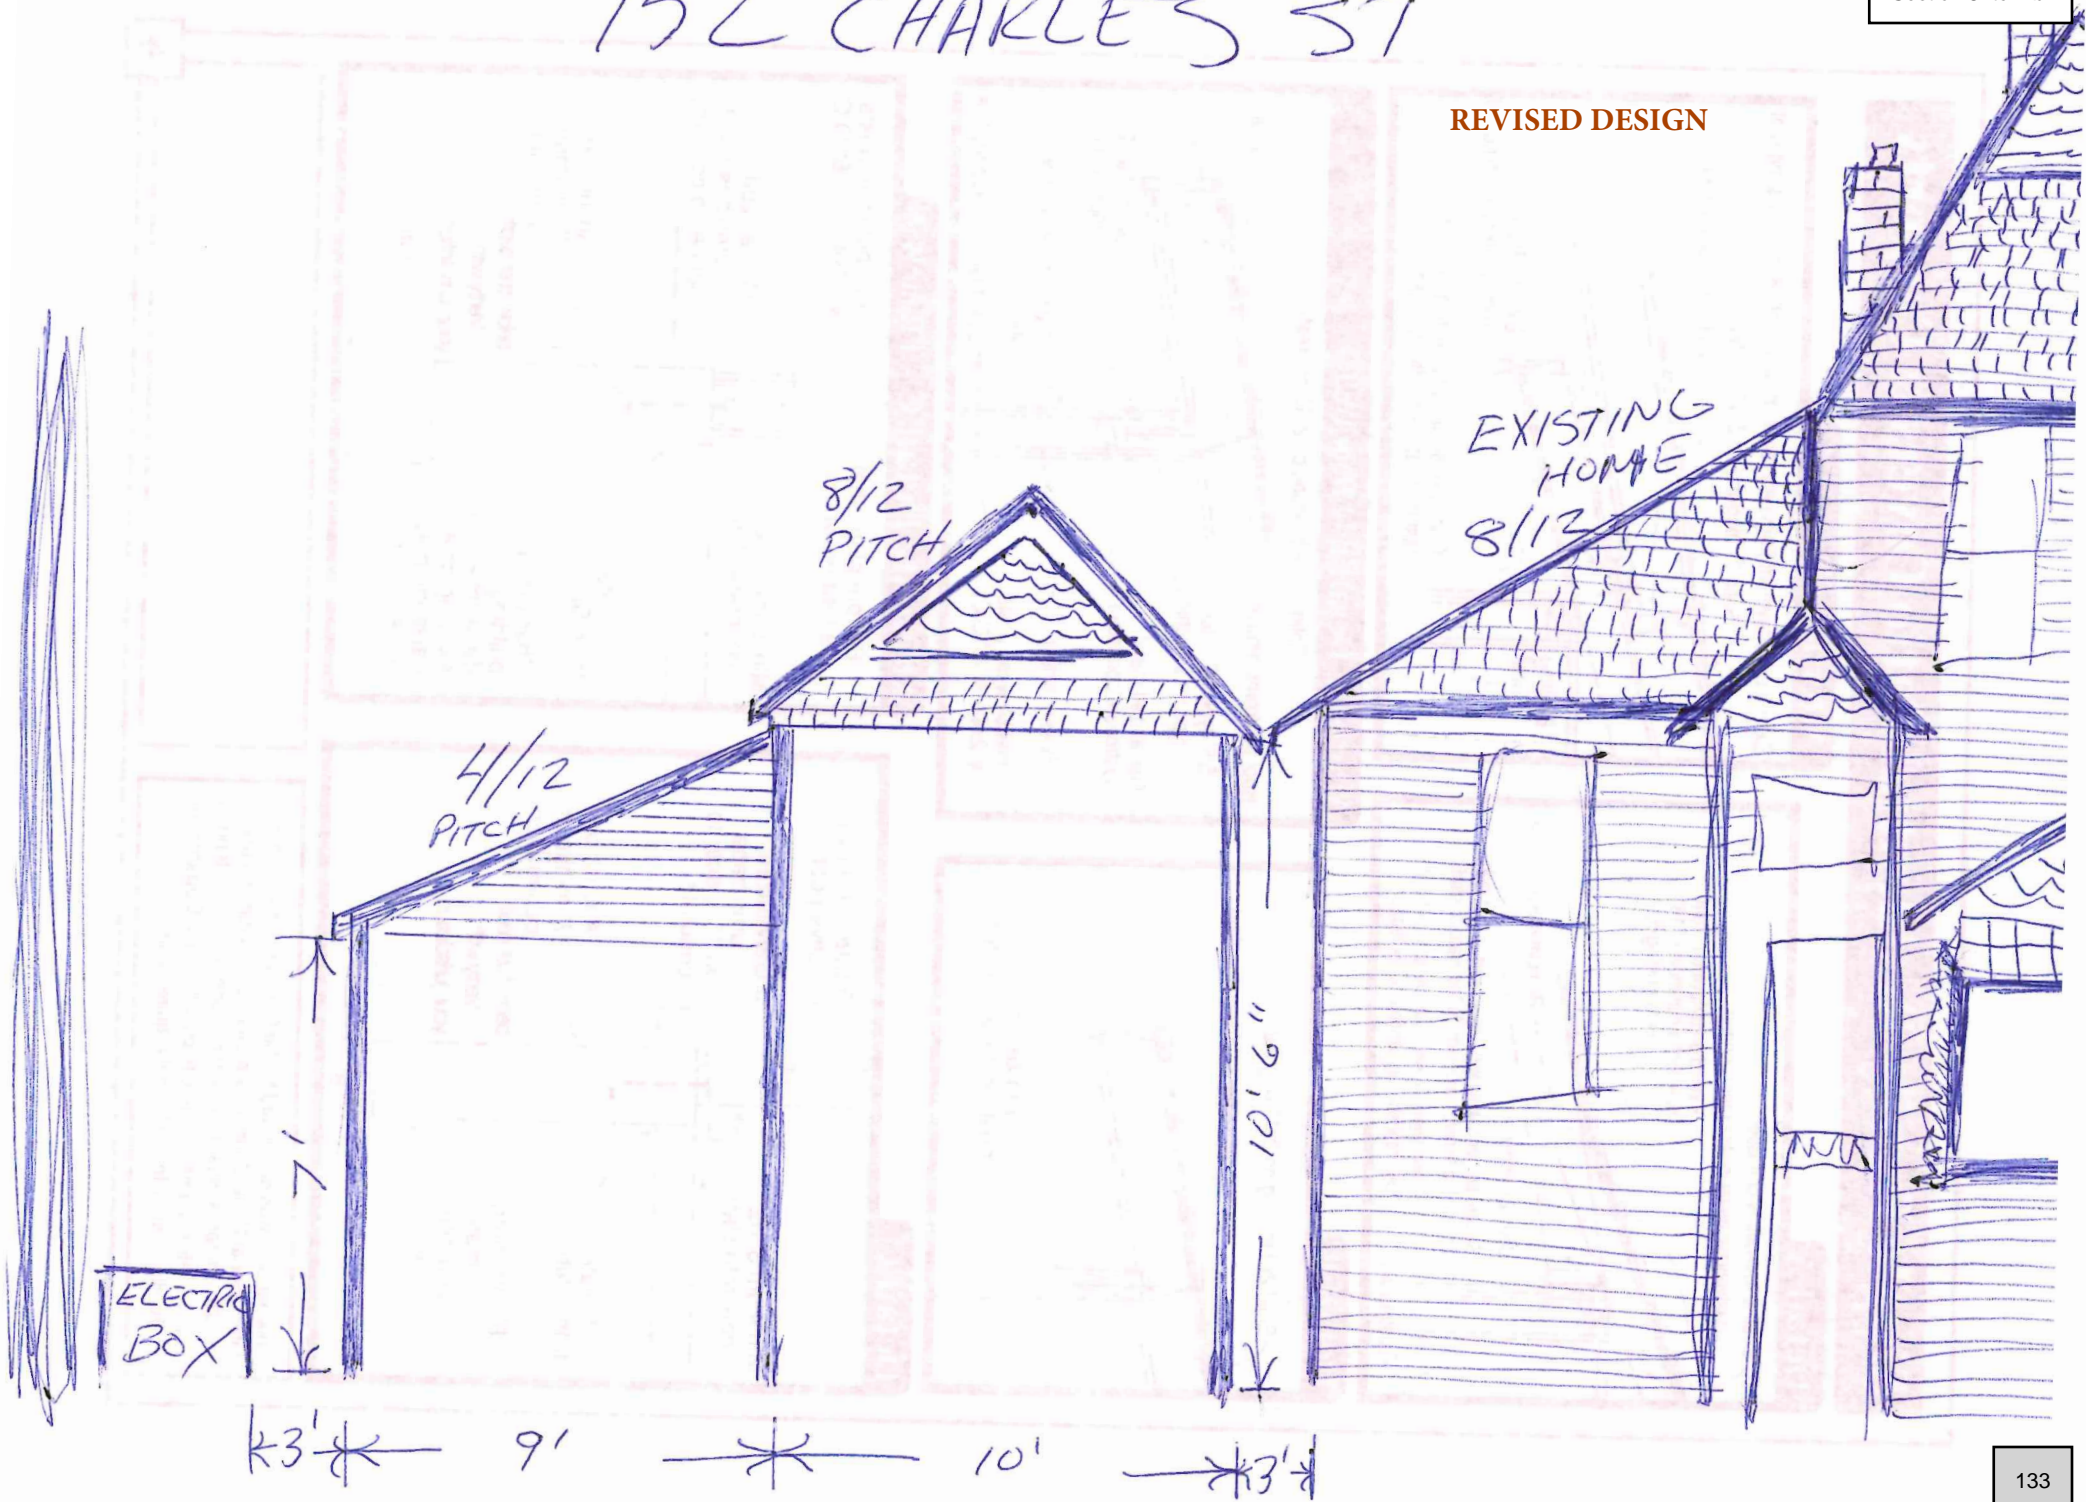 CHARLES ST
REVISED DESIGN
EXISTING
HOME
8/12
8/12
PITCH
4/12
PITCH
7'
10' 6"
ELECTRIC
BOX
3'
9'
10'
3'
133